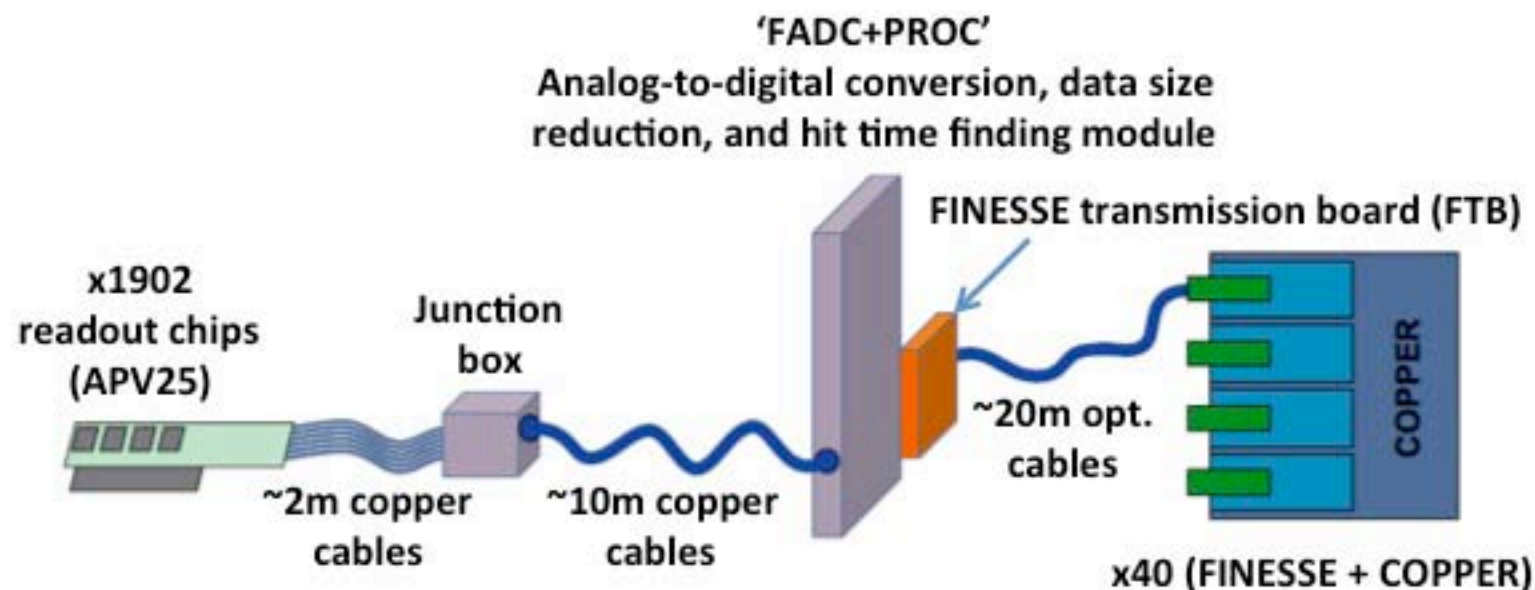 ‘FADC+PROC’
Analog-to-digital conversion, data size
reduction, and hit time finding module
FINESSE transmission board (FTB)
x1902
readout chips
(APV25)
Junction
box
~2m copper
cables
~10m copper
cables
~20m opt.
cables
COPPER
x40 (FINESSE + COPPER)